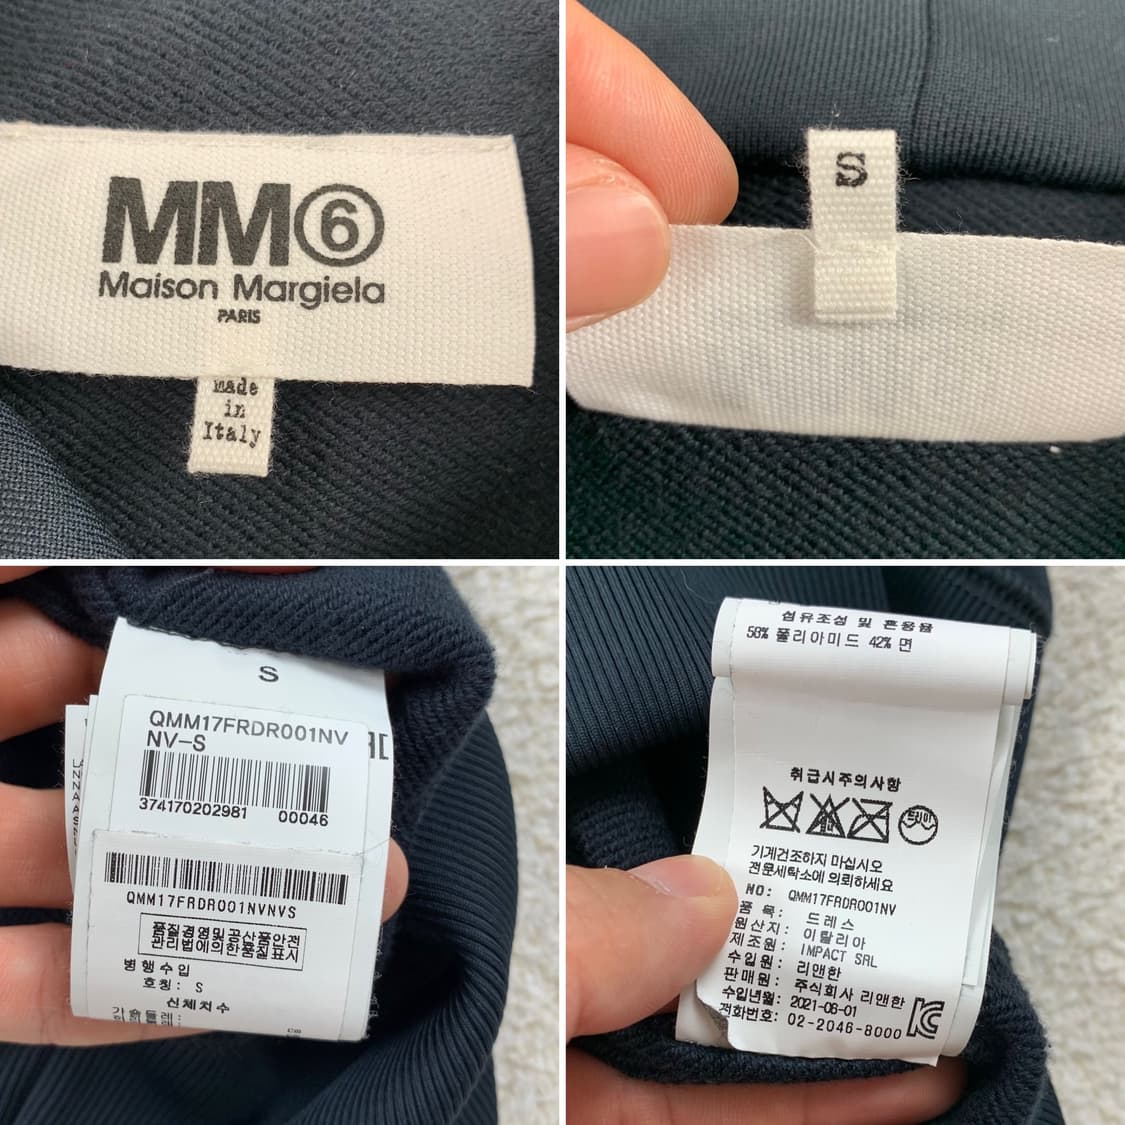 MM⑥
Maison Margiela
PARIS
Made
in
Italy
S
S
QMM17FRDR001NV
NV-S
374170202981 00046
QMM17FRDR001NVNVS
품질경영및공산품안전
관리법에의한품질표시
병행수입
호칭: S
신체치수
섬유조성 및 혼용율
58% 폴리아미드 42% 면
취급시주의사항
드라이
기계건조하지 마십시오
전문세탁소에 의뢰하세요
NO: QMM17FRDR001NV
품 목: 드레스
원산지: 이탈리아
제조원: IMPACT SRL
수입원: 리앤한
판매원: 주식회사 리앤한
수입년월: 2021-06-01
전화번호: 02-2046-8000